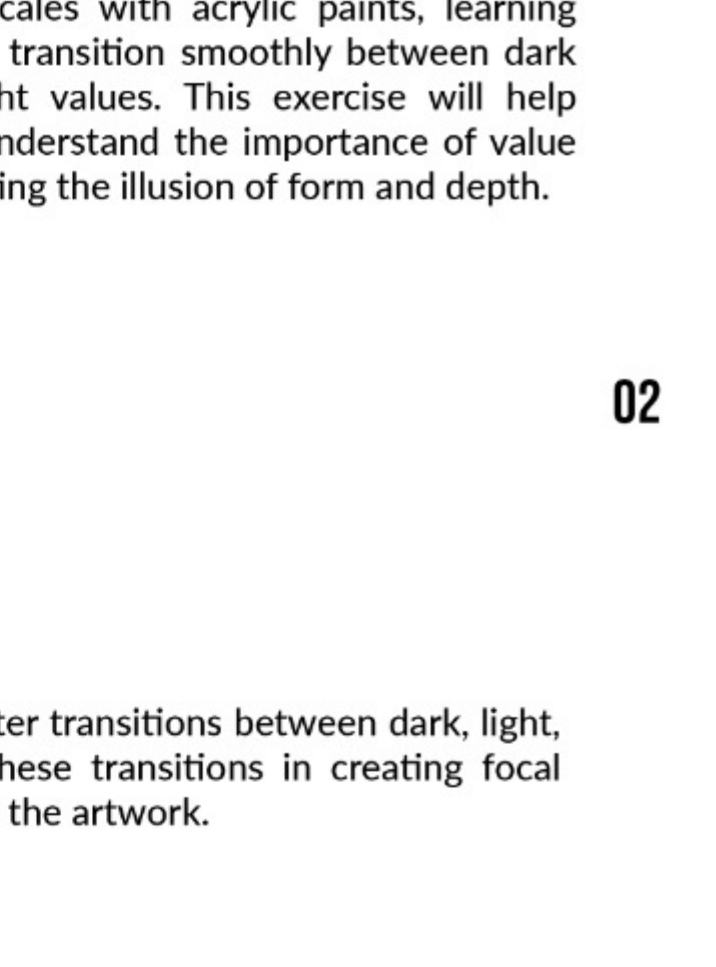 cales with acrylic paints, learning
transition smoothly between dark
ht values. This exercise will help
nderstand the importance of value
ing the illusion of form and depth.
02
ter transitions between dark, light,
hese transitions in creating focal
the artwork.